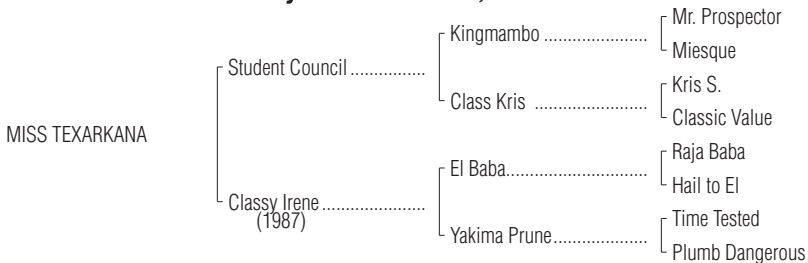 Kingmambo ........................
Mr. Prospector
Miesque
Student Council ................
Class Kris ........................
Kris S.
Classic Value
MISS TEXARKANA
El Baba..............................
Raja Baba
Hail to El
Classy Irene ......................
(1987)
Yakima Prune....................
Time Tested
Plumb Dangerous